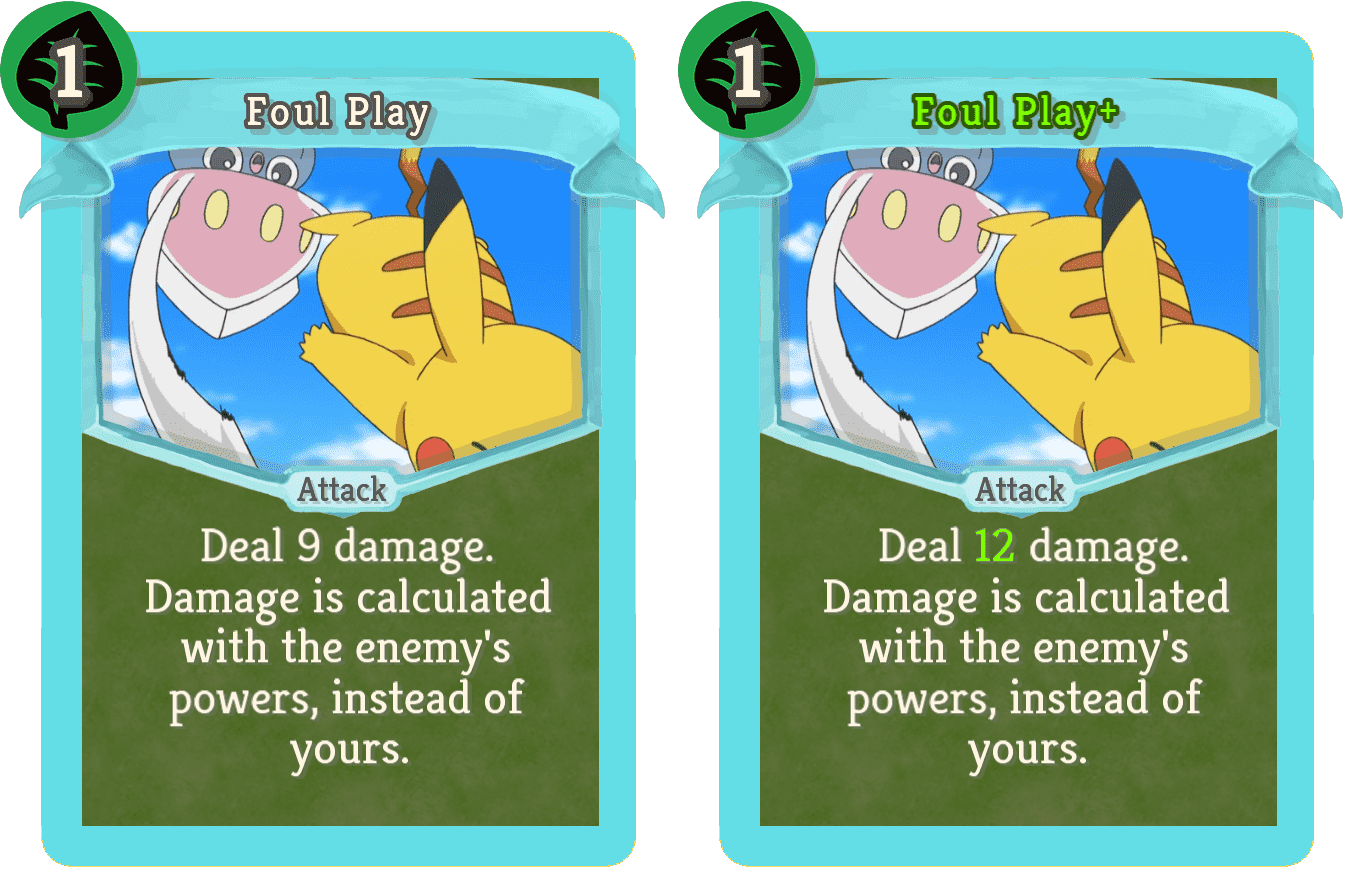 1
Foul Play
Attack
Deal 9 damage.
Damage is calculated
with the enemy's
powers, instead of
yours.
1
Foul Play+
Attack
Deal 12 damage.
Damage is calculated
with the enemy's
powers, instead of
yours.